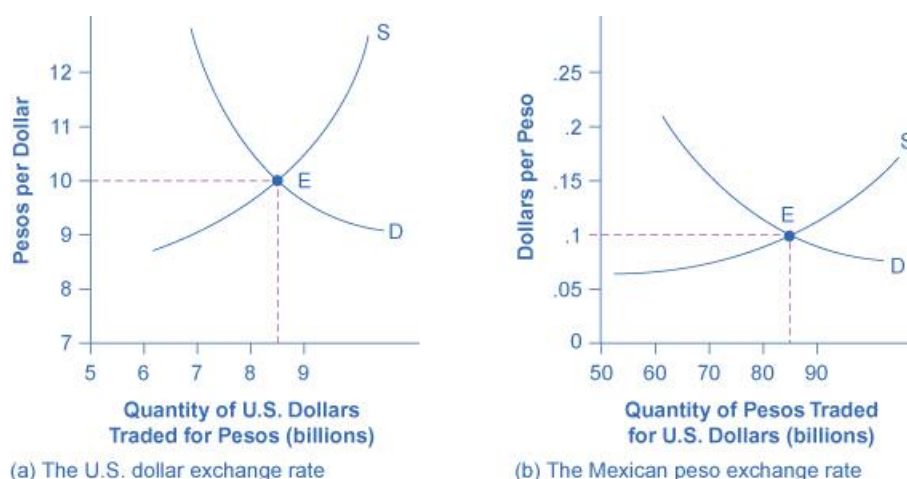 Pesos per Dollar
12
11
10
9
8
7
5
6
7
8
9
S
E
D
Quantity of U.S. Dollars
Traded for Pesos (billions)
(a) The U.S. dollar exchange rate
Dollars per Peso
.25
.2
.15
.1
.05
0
50
60
70
80
90
S
E
D
Quantity of Pesos Traded
for U.S. Dollars (billions)
(b) The Mexican peso exchange rate